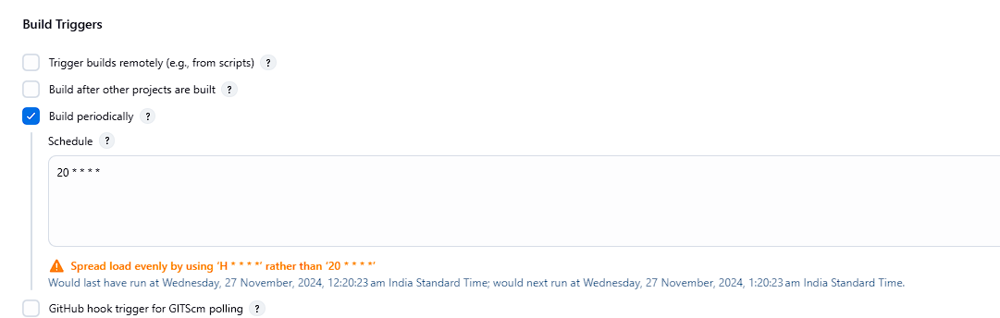 Build Triggers
Trigger builds remotely (e.g., from scripts) ?
Build after other projects are built ?
Build periodically ?
Schedule ?
20 * * * *
Spread load evenly by using ‘H * * * *’ rather than ‘20 * * * *’
Would last have run at Wednesday, 27 November, 2024, 12:20:23 am India Standard Time; would next run at Wednesday, 27 November, 2024, 1:20:23 am India Standard Time.
GitHub hook trigger for GITScm polling ?